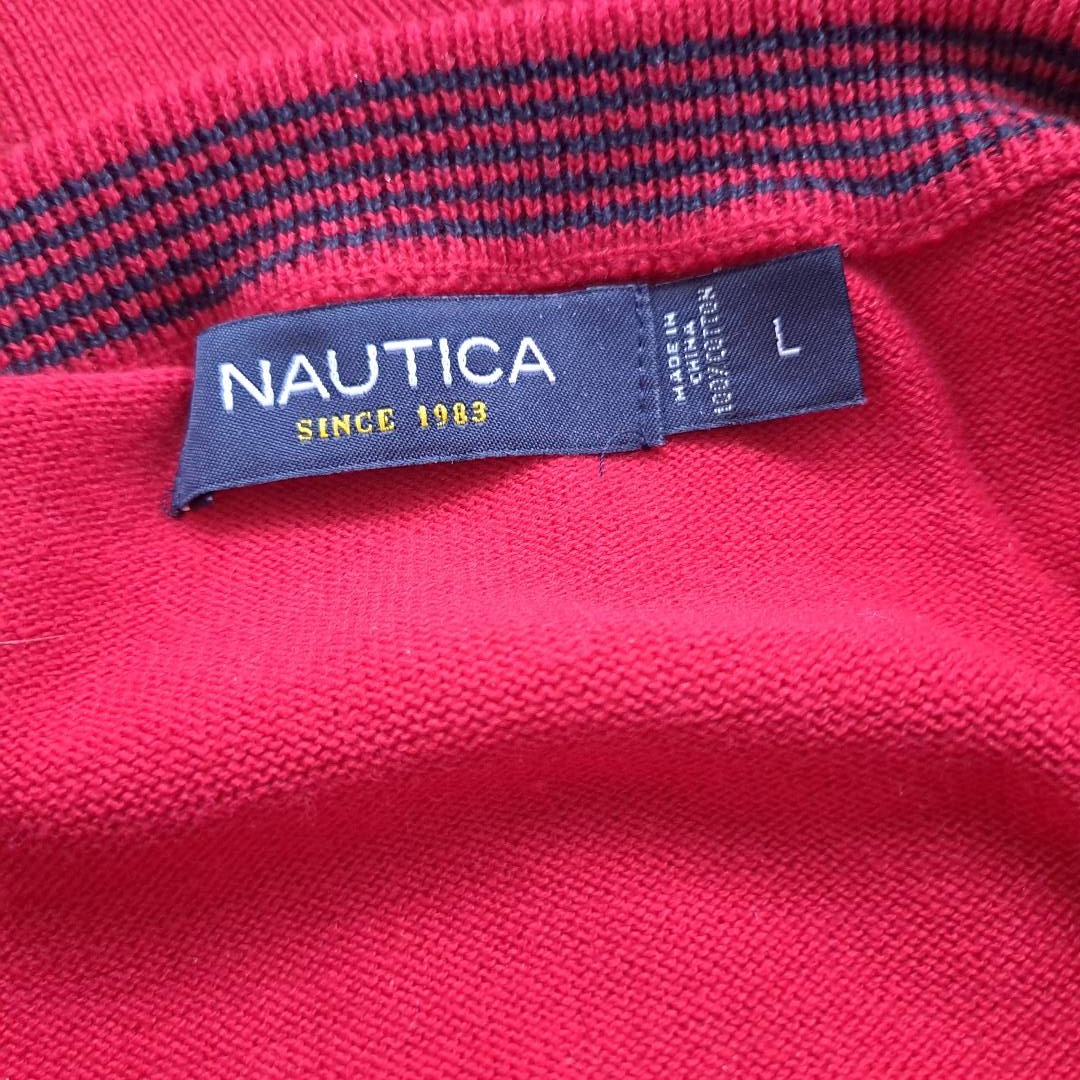 NAUTICA
SINCE 1983
MADE IN
CHINA
100% COTTON
L